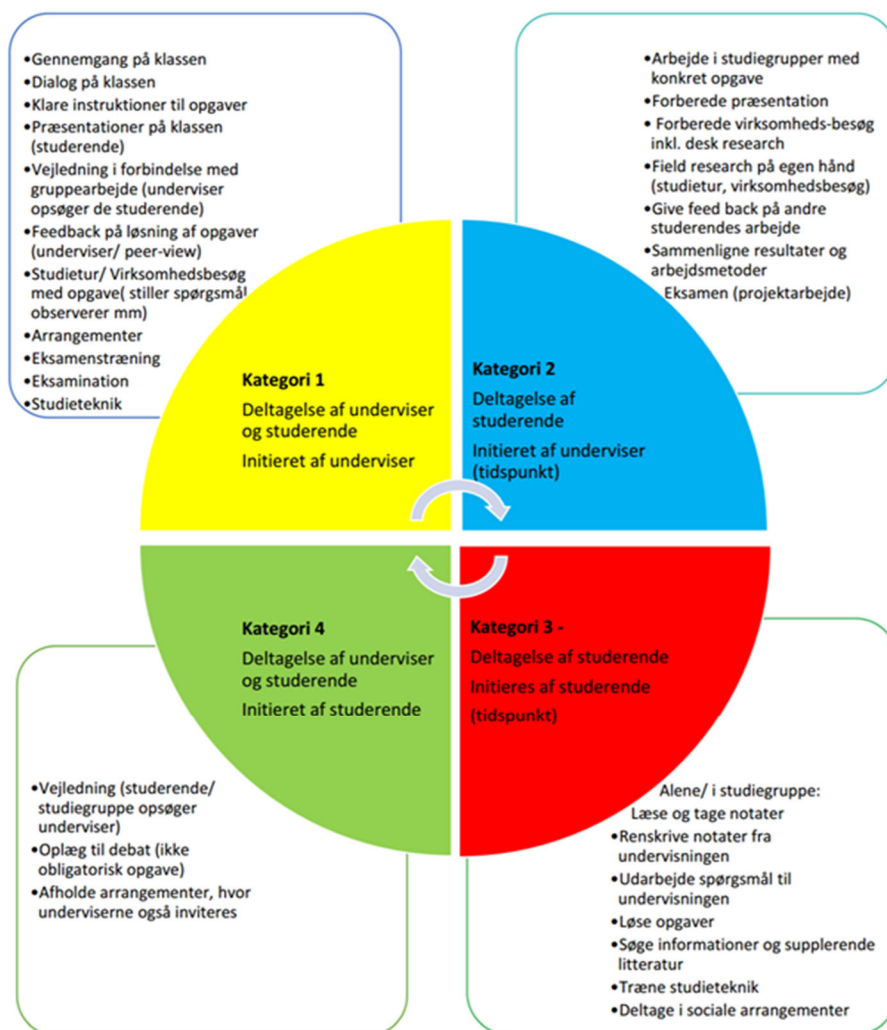 •Gennemgang på klassen
•Dialog på klassen
•Klare instruktioner til opgaver
•Præsentationer på klassen
(studerende)
•Vejledning i forbindelse med
gruppearbejde (underviser
opsøger de studerende)
•Feedback på løsning af opgaver
(underviser/ peer-view)
•Studietur/ Virksomhedsbesøg
med opgave( stiller spørgsmål
observerer mm)
•Arrangementer
•Eksamenstræning
•Eksamination
•Studieteknik
•Arbejde i studiegrupper med
konkret opgave
•Forberede præsentation
• Forberede virksomheds-besøg
inkl. desk research
•Field research på egen hånd
(studietur, virksomhedsbesøg)
•Give feed back på andre
studerendes arbejde
•Sammenligne resultater og
arbejdsmetoder
Eksamen (projektarbejde)
Kategori 1
Deltagelse af underviser
og studerende
Initieret af underviser
Kategori 2
Deltagelse af
studerende
Initieret af underviser
(tidspunkt)
Kategori 4
Deltagelse af underviser
og studerende
Initieret af studerende
Kategori 3 -
Deltagelse af studerende
Initieres af studerende
(tidspunkt)
•Vejledning (studerende/
studiegruppe opsøger
underviser)
•Oplæg til debat (ikke
obligatorisk opgave)
•Afholde arrangementer, hvor
underviserne også inviteres
Alene/ i studiegruppe:
Læse og tage notater
•Renskrive notater fra
undervisningen
•Udarbejde spørgsmål til
undervisningen
•Løse opgaver
•Søge informationer og supplerende
litteratur
•Træne studieteknik
•Deltage i sociale arrangementer